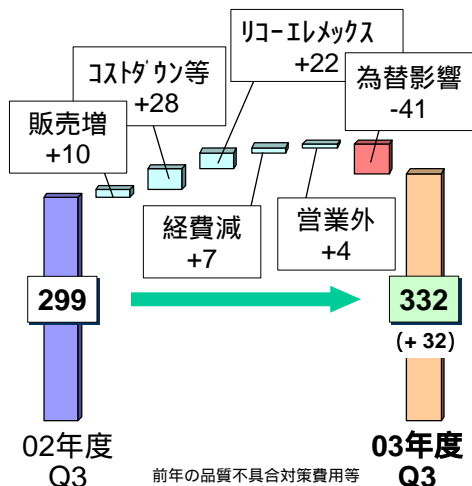 リコーエレメックス
+22
コストダウン等
+28
為替影響
-41
販売増
+10
経費減
+7
営業外
+4
299
332
(+ 32)
02年度
Q3
前年の品質不具合対策費用等
03年度
Q3